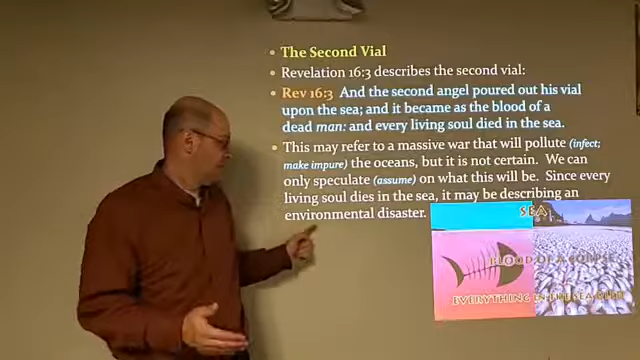 The Second Vial
Revelation 16:3 describes the second vial:
Rev 16:3 And the second angel poured out his vial
upon the sea; and it became as the blood of a
dead man: and every living soul died in the sea.
This may refer to a massive war that will pollute (infect;
make impure) the oceans, but it is not certain. We can
only speculate (assume) on what this will be. Since every
living soul dies in the sea, it may be describing an
environmental disaster.
SEA
BLOOD OF A CORPSE
EVERYTHING IN THE SEA DIED